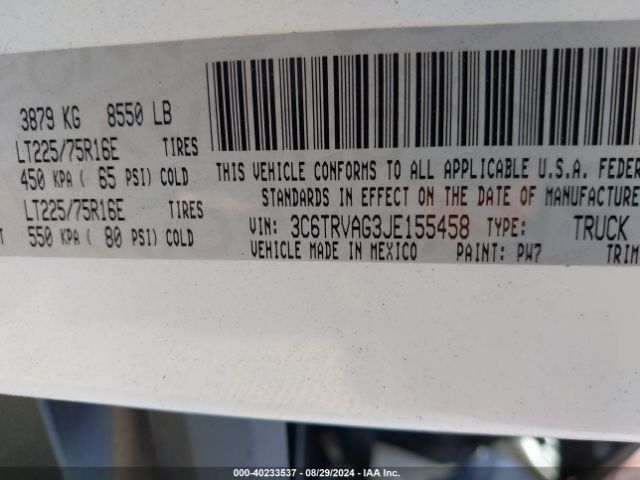 3879 KG 8550 LB
LT225/75R16E TIRES
450 KPA ( 65 PSI) COLD
LT225/75R16E TIRES
550 KPA ( 80 PSI) COLD
THIS VEHICLE CONFORMS TO ALL APPLICABLE U.S.A. FEDER
STANDARDS IN EFFECT ON THE DATE OF MANUFACTURE
VIN: 3C6TRVAG3JE155458 TYPE: TRUCK
VEHICLE MADE IN MEXICO PAINT: PW7 TRIM
000-40233537 - 08/29/2024 - IAA Inc.